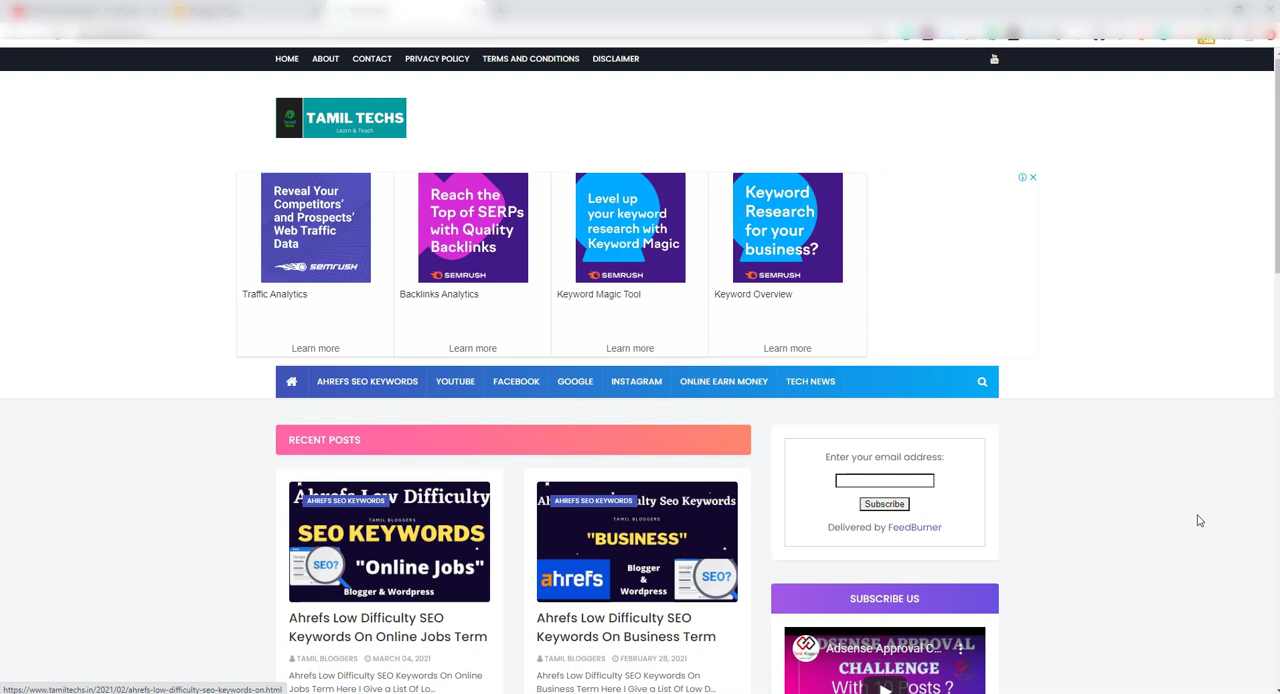 HOME ABOUT CONTACT PRIVACY POLICY TERMS AND CONDITIONS DISCLAIMER
TAMIL TECHS
Learn & Teach
Reveal Your
Competitors'
and Prospects'
Web Traffic
Data
SEMRUSH
Traffic Analytics
Learn more
Reach the
Top of SERPs
with Quality
Backlinks
SEMRUSH
Backlinks Analytics
Learn more
Level up
your keyword
research with
Keyword Magic
SEMRUSH
Keyword Magic Tool
Learn more
Keyword
Research
for your
business?
SEMRUSH
Keyword Overview
Learn more
AHREFS SEO KEYWORDS YOUTUBE FACEBOOK GOOGLE INSTAGRAM ONLINE EARN MONEY TECH NEWS
RECENT POSTS
Ahrefs Low Difficulty
AHREFS SEO KEYWORDS
TAMIL BLOGGERS
SEO KEYWORDS
SEO?
"Online Jobs"
Blogger & Wordpress
Ahrefs Low Difficulty SEO
Keywords On Online Jobs Term
TAMIL BLOGGERS MARCH 04, 2021
Ahrefs Low Difficulty SEO Keywords On Online
Jobs Term Here I Give a List Of Lo...
Seo Keywords
AHREFS SEO KEYWORDS
TAMIL BLOGGERS
"BUSINESS"
ahrefs
Blogger
&
Wordpress
SEO?
Ahrefs Low Difficulty SEO
Keywords On Business Term
TAMIL BLOGGERS FEBRUARY 28, 2021
Ahrefs Low Difficulty SEO Keywords On
Business Term Here I Give a List Of Low D...
Enter your email address:
Subscribe
Delivered by FeedBurner
SUBSCRIBE US
ADSENSE APPROVAL
Adsense Approval C...
CHALLENGE
With 10 Posts ?
https://www.tamiltechs.in/2021/02/ahrefs-low-difficulty-seo-keywords-on.html